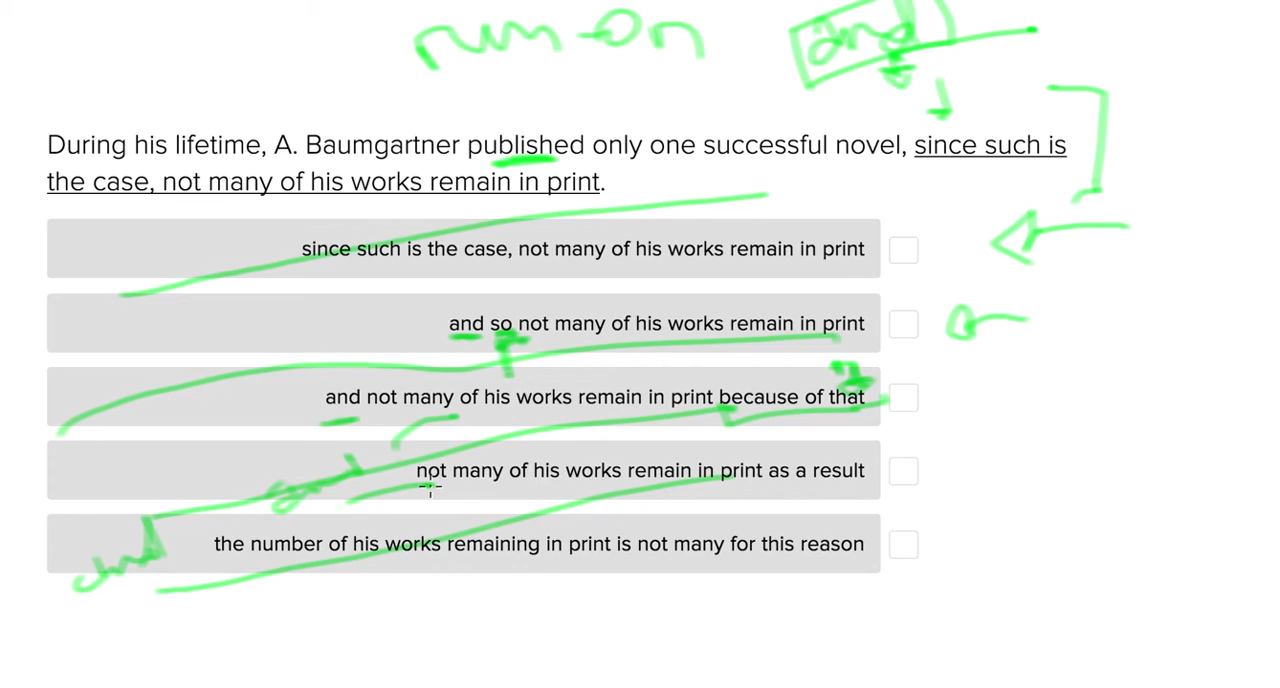 run-on and
During his lifetime, A. Baumgartner published only one successful novel, since such is
the case, not many of his works remain in print.
since such is the case, not many of his works remain in print
and so not many of his works remain in print
and not many of his works remain in print because of that
and
not many of his works remain in print as a result
and
the number of his works remaining in print is not many for this reason